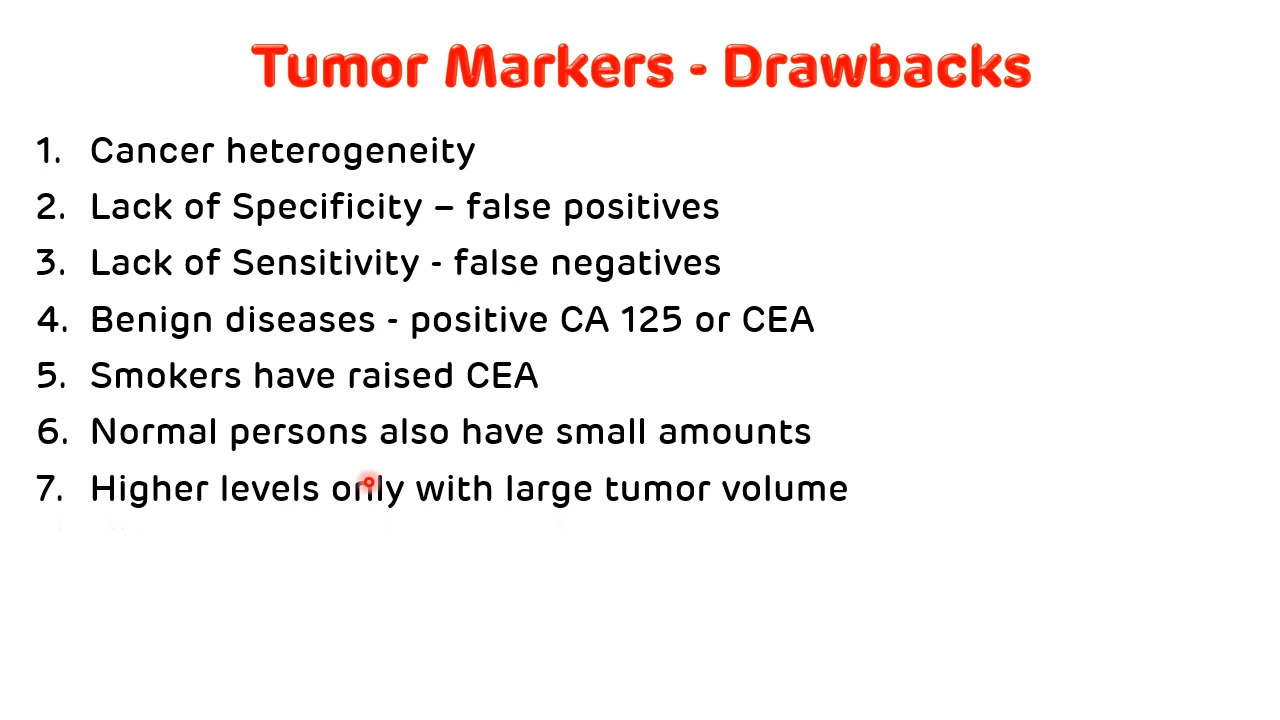 Tumor Markers - Drawbacks
1. Cancer heterogeneity
2. Lack of Specificity – false positives
3. Lack of Sensitivity - false negatives
4. Benign diseases - positive CA 125 or CEA
5. Smokers have raised CEA
6. Normal persons also have small amounts
7. Higher levels only with large tumor volume